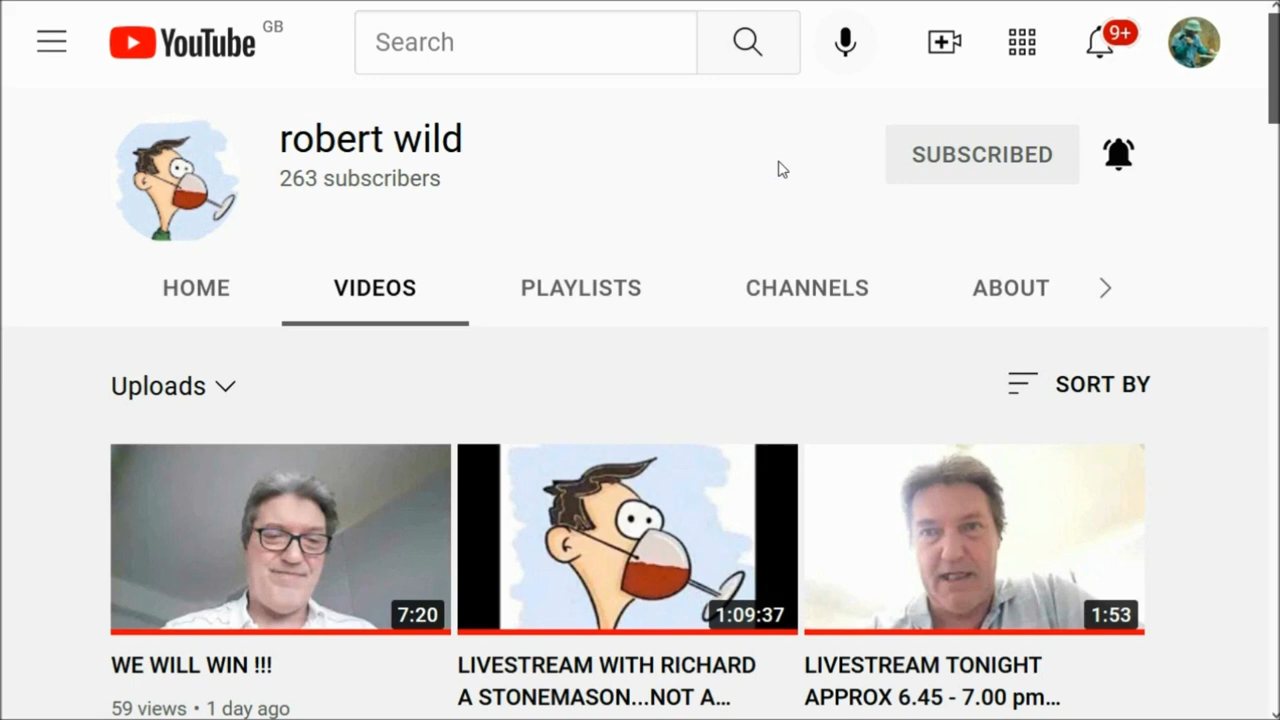 YouTube GB
Search
9+
robert wild
263 subscribers
SUBSCRIBED
HOME
VIDEOS
PLAYLISTS
CHANNELS
ABOUT
Uploads
SORT BY
7:20
1:09:37
1:53
WE WILL WIN !!!
59 views • 1 day ago
LIVESTREAM WITH RICHARD
A STONEMASON...NOT A...
LIVESTREAM TONIGHT
APPROX 6.45 - 7.00 pm...